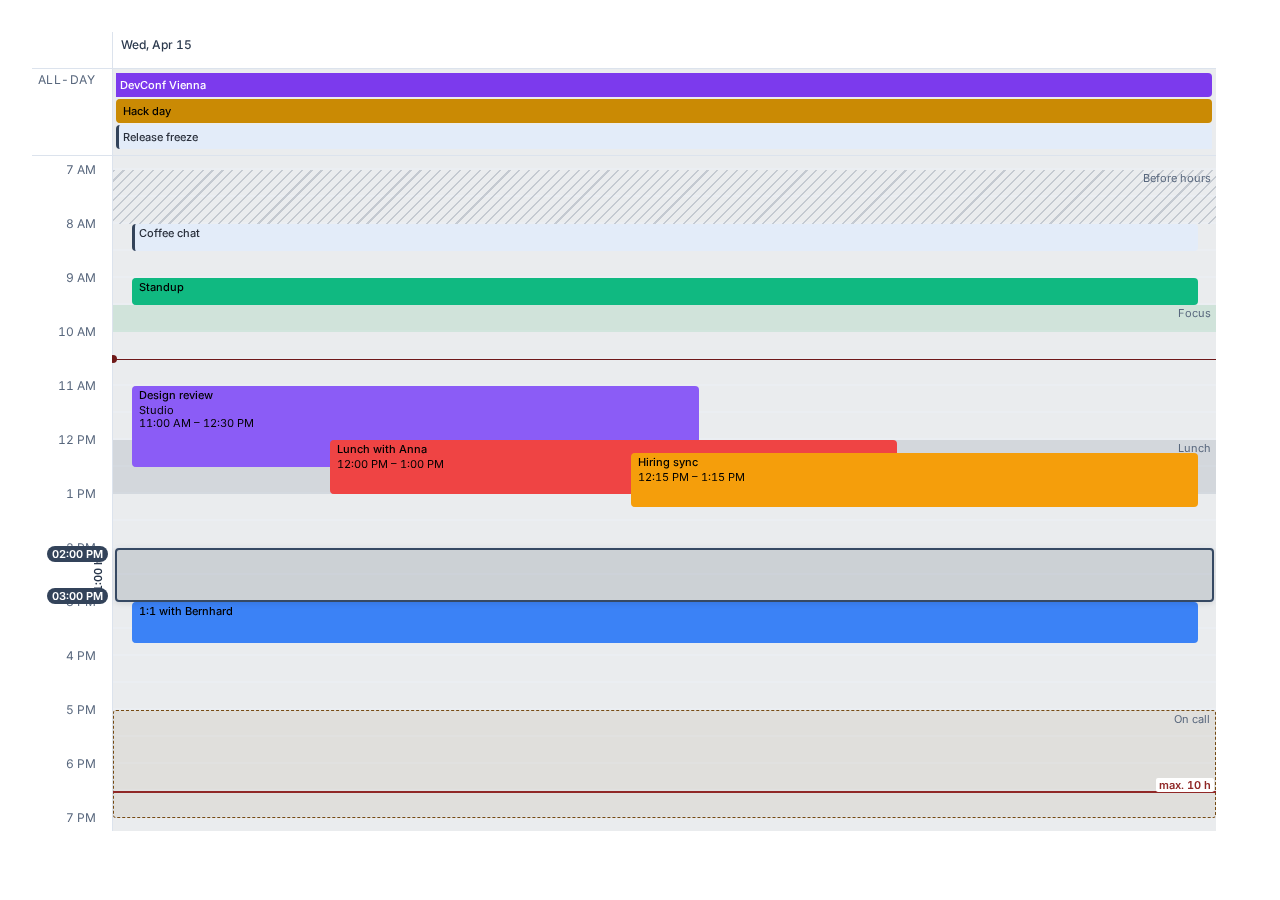 Wed, Apr 15
ALL-DAY
DevConf Vienna
Hack day
Release freeze
7 AM
Before hours
8 AM
Coffee chat
9 AM
Standup
Focus
10 AM
11 AM
Design review
Studio
11:00 AM – 12:30 PM
12 PM
Lunch
Lunch with Anna
12:00 PM – 1:00 PM
Hiring sync
12:15 PM – 1:15 PM
1 PM
02:00 PM
03:00 PM
1:1 with Bernhard
4 PM
5 PM
On call
6 PM
max. 10 h
7 PM